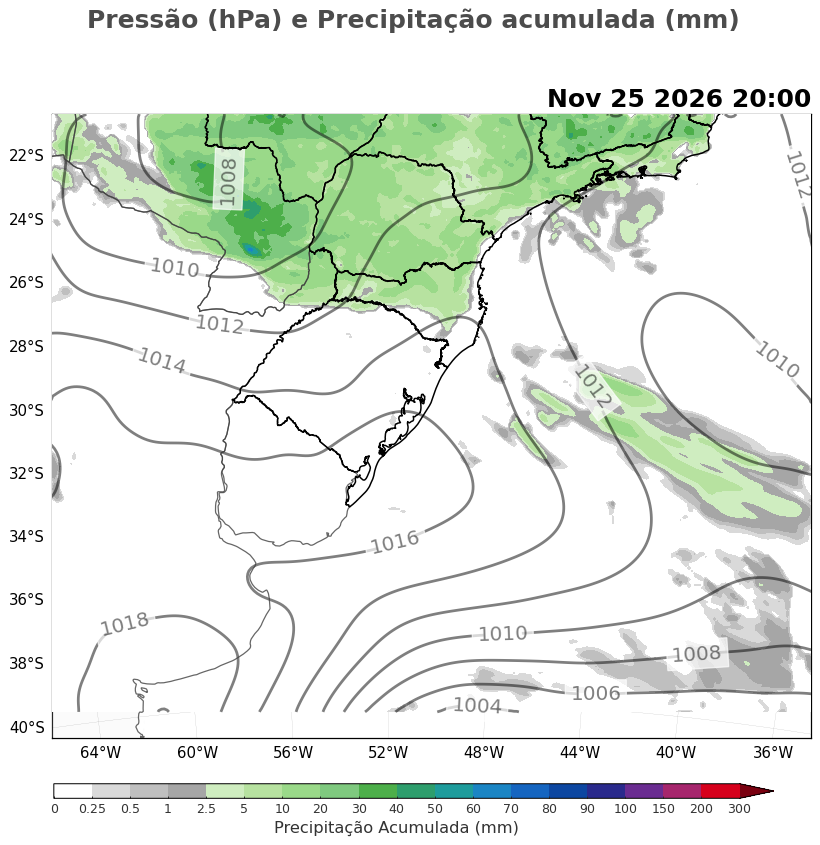 Pressão (hPa) e Precipitação acumulada (mm)
Nov 25 2026 20:00
22°S
24°S
26°S
28°S
30°S
32°S
34°S
36°S
38°S
40°S
1008
1012
1010
1012
1014
1010
1012
1016
1018
1010
1008
1006
1004
64°W 60°W 56°W 52°W 48°W 44°W 40°W 36°W
0 0.25 0.5 1 2.5 5 10 20 30 40 50 60 70 80 90 100 150 200 300
Precipitação Acumulada (mm)